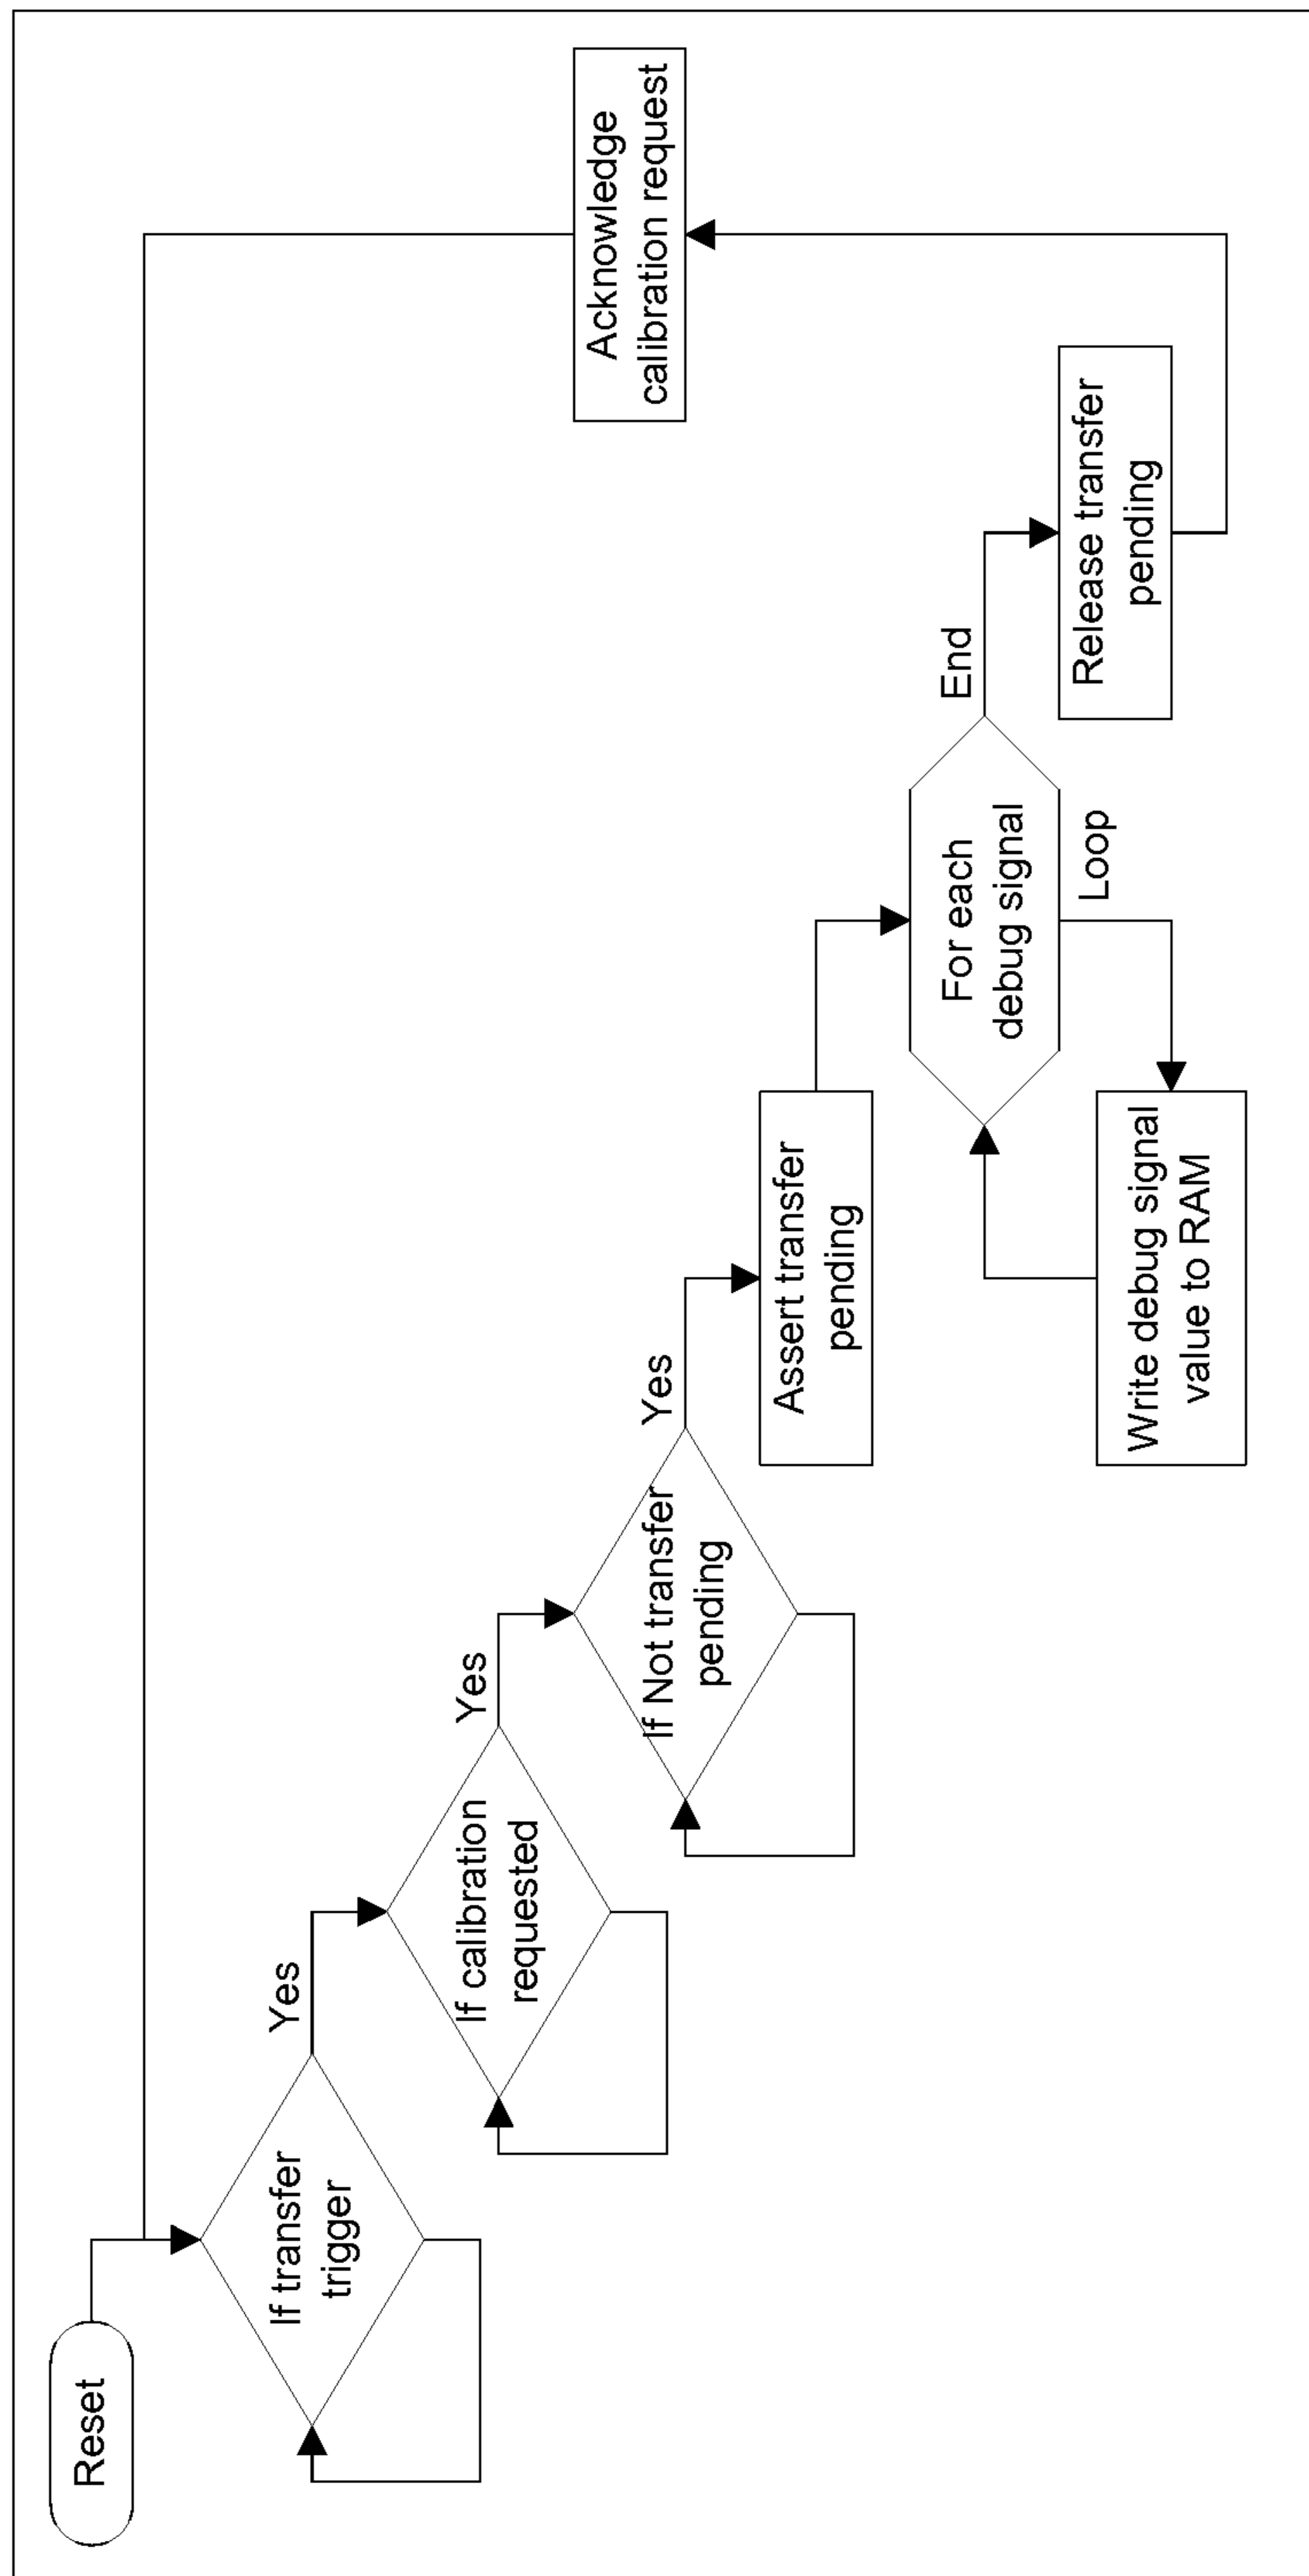 Reset
If transfer
trigger
Yes
If calibration
requested
Yes
If Not transfer
pending
Yes
Assert transfer
pending
For each
debug signal
Loop
Write debug signal
value to RAM
End
Release transfer
pending
Acknowledge
calibration request